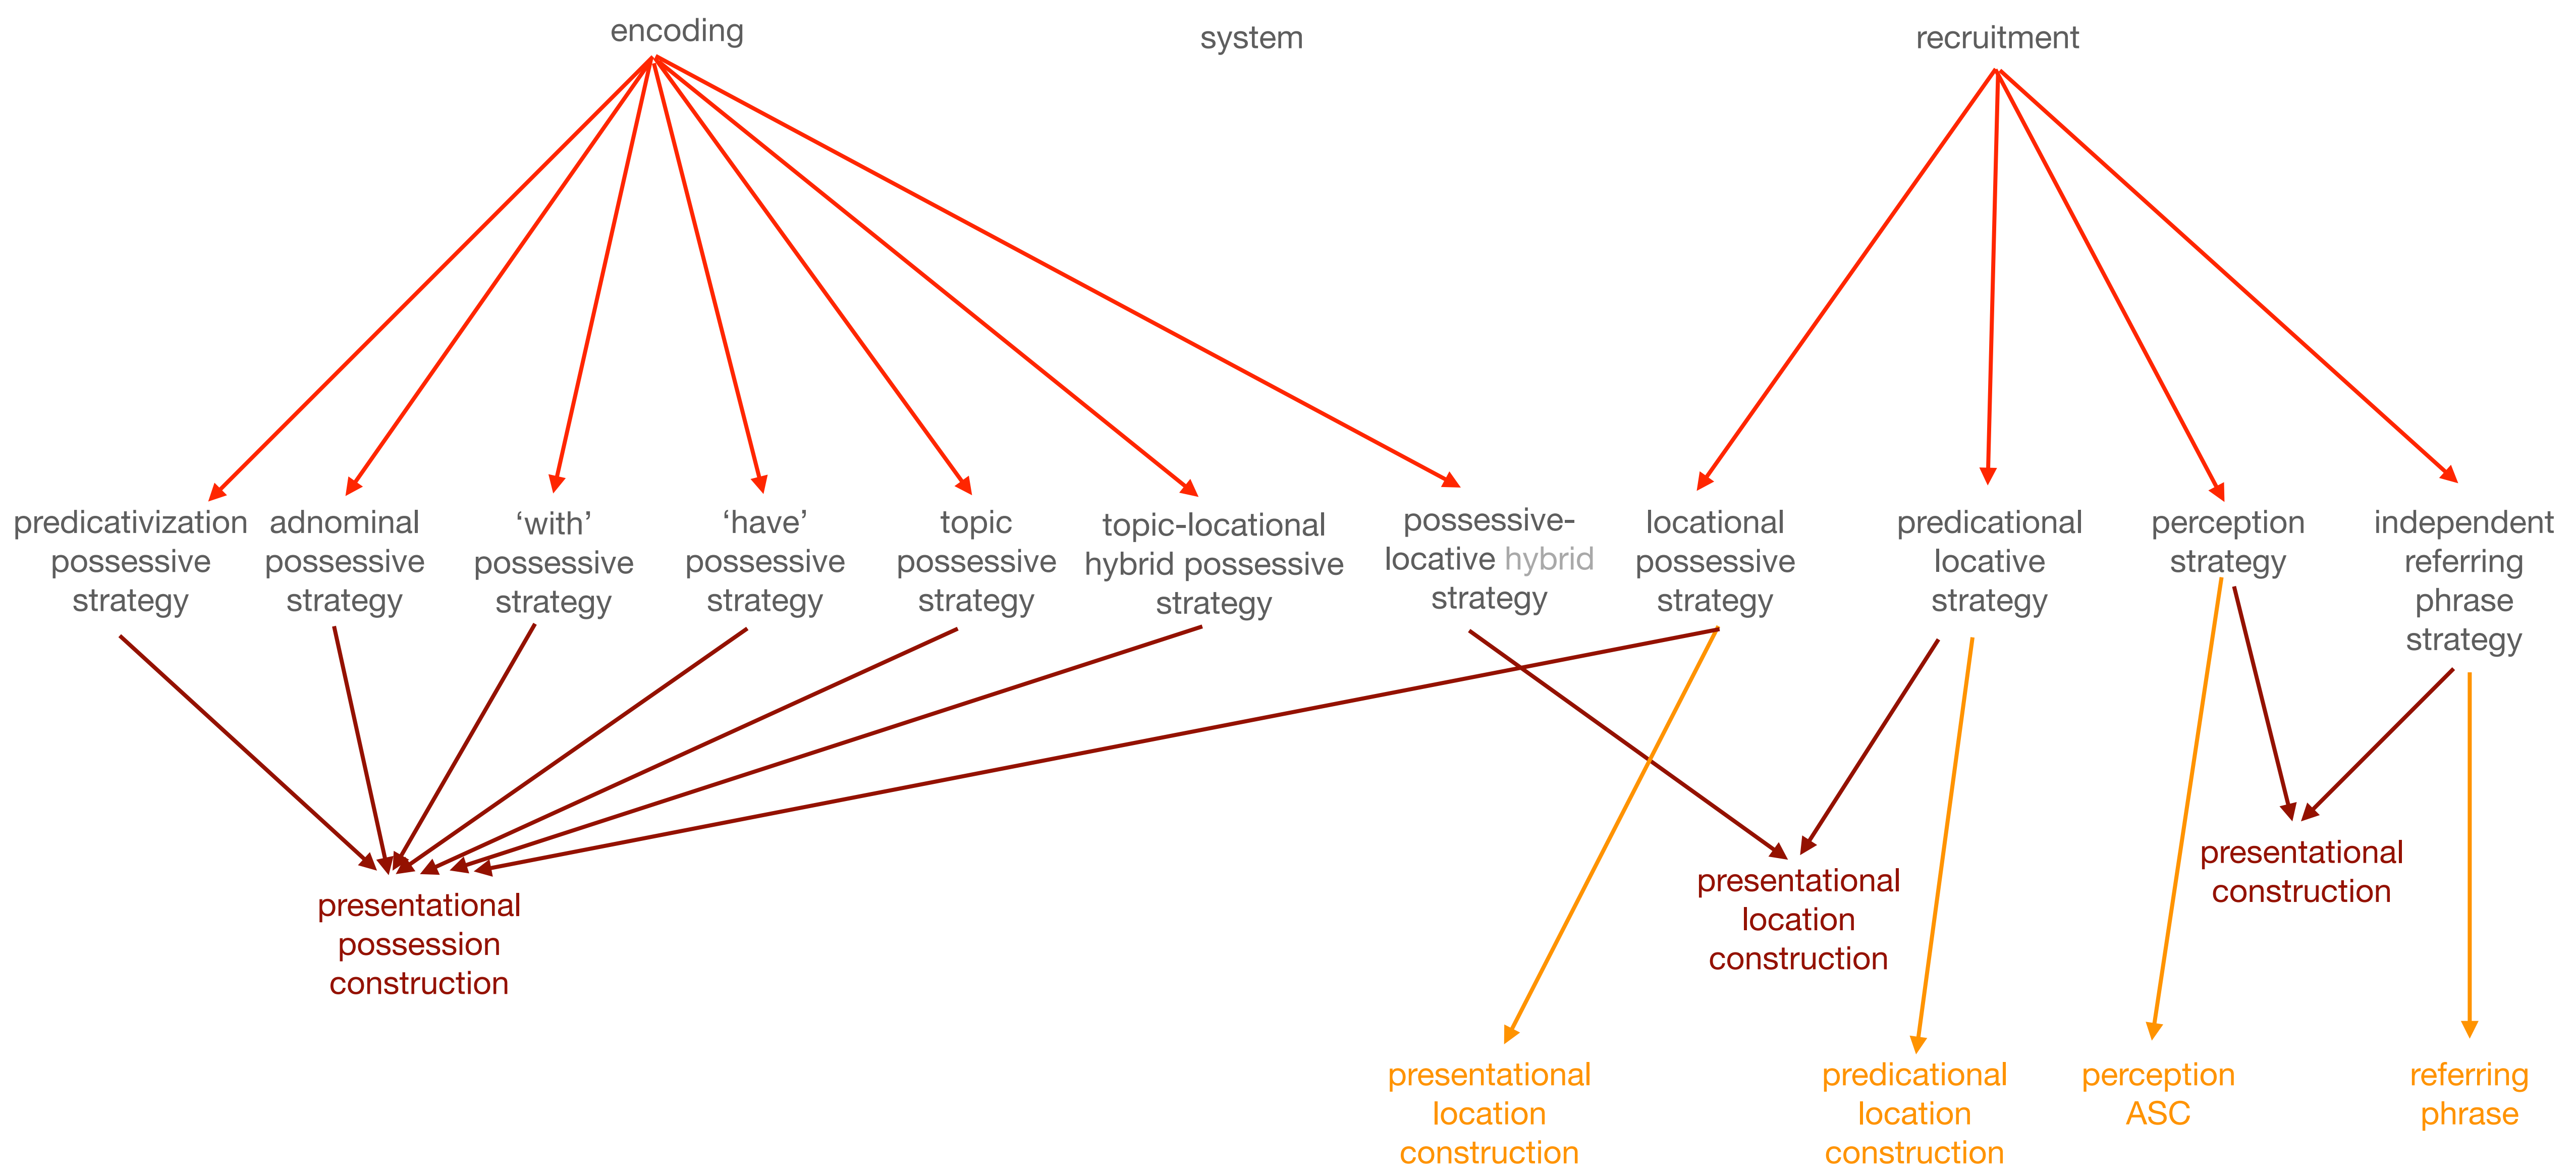 encoding
system
recruitment
predicativization
possessive
strategy
adnominal
possessive
strategy
‘with’
possessive
strategy
‘have’
possessive
strategy
topic
possessive
strategy
topic-locational
hybrid possessive
strategy
possessive-
locative hybrid
strategy
locational
possessive
strategy
predicational
locative
strategy
perception
strategy
independent
referring
phrase
strategy
presentational
possession
construction
presentational
location
construction
presentational
construction
presentational
location
construction
predicational
location
construction
perception
ASC
referring
phrase